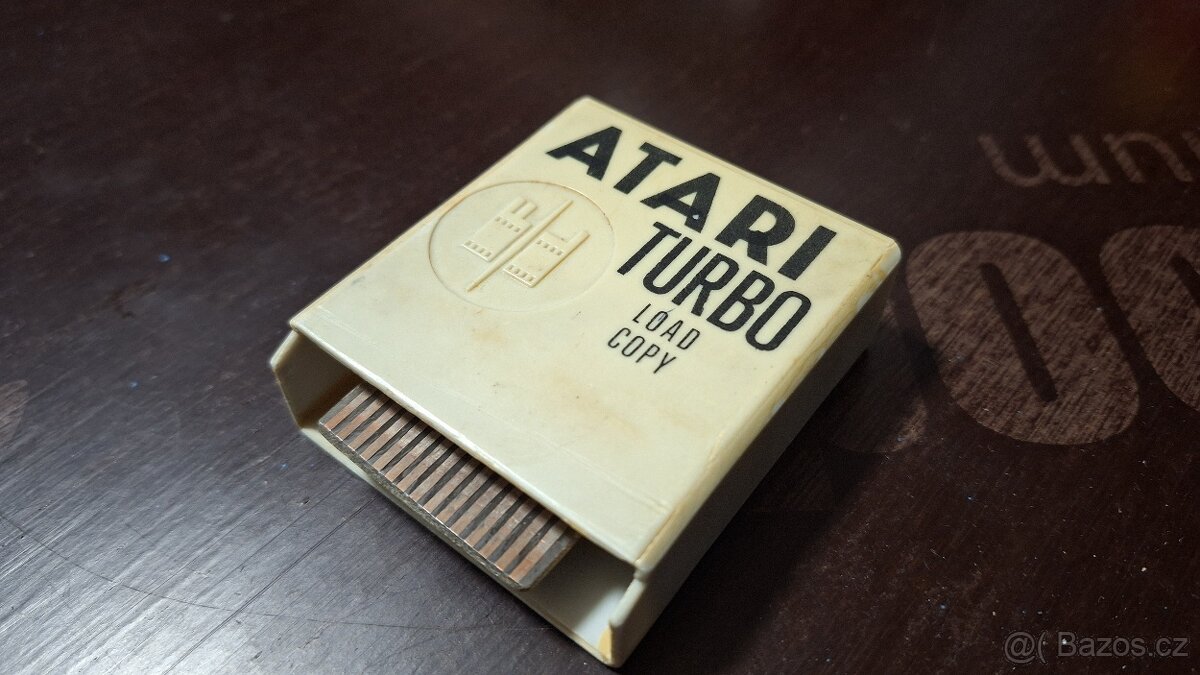 ATARI
TURBO
LOAD
COPY
@( Bazos.cz